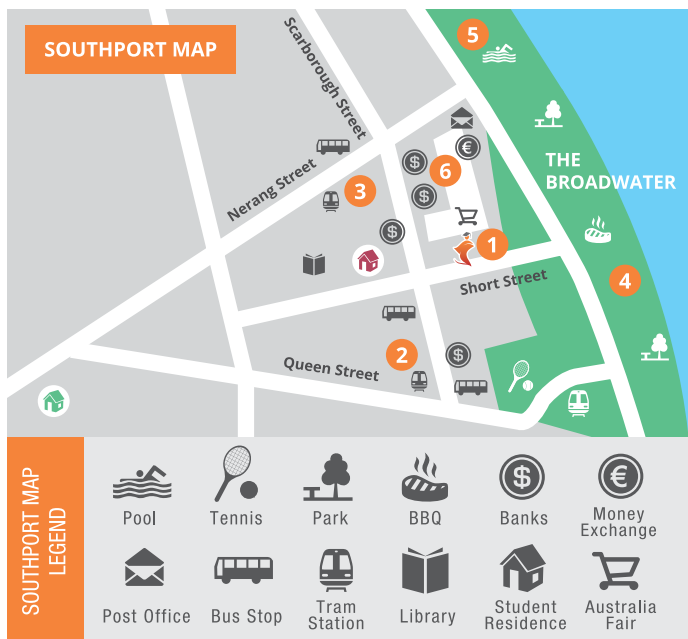 SOUTHPORT MAP
Scarborough Street
5
Nerang Street
3
$
6
€
$
$
THE
BROADWATER
1
Short Street
4
Queen Street
2
$
SOUTHPORT MAP
LEGEND
Pool
Tennis
Park
BBQ
$
Banks
€
Money
Exchange
Post Office
Bus Stop
Tram
Station
Library
Student
Residence
Australia
Fair